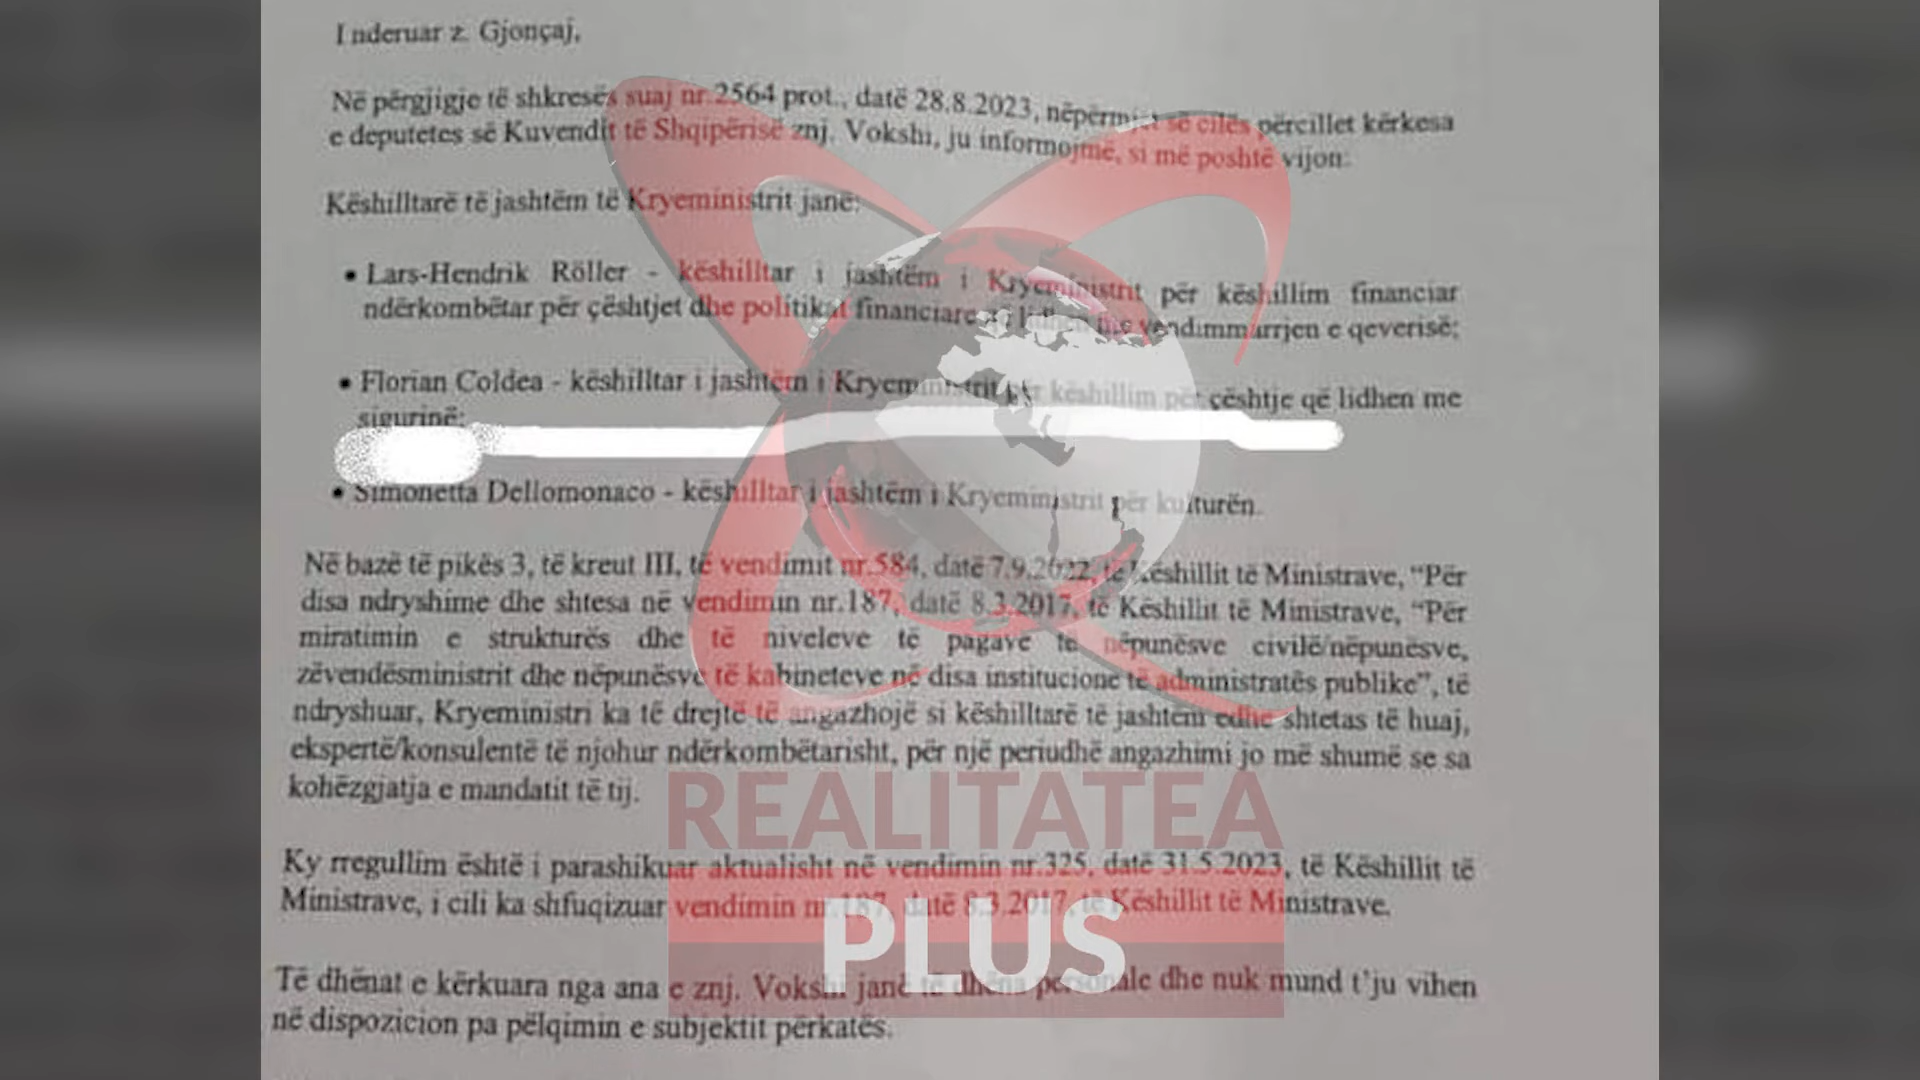 I nderuar z. Gjonçaj,
Në përgjigje të shkresës suaj nr.2564 prot., datë 28.8.2023, nëpërmjet së cilës përcillet kërkesa
e deputetes së Kuvendit të Shqipërisë znj. Vokshi, ju informojmë, si më poshtë vijon:
Këshilltarë të jashtëm të Kryeministrit janë:
• Lars-Hendrik Röller - këshilltar i jashtëm i Kryeministrit për këshillim financiar
ndërkombëtar për çështjet dhe politikat financiare që lidhen me vendimmarrjen e qeverisë;
• Florian Coldea - këshilltar i jashtëm i Kryeministrit për këshillim për çështje që lidhen me
sigurinë;
• Simonetta Dellomonaco - këshilltar i jashtëm i Kryeministrit për kulturën.
Në bazë të pikës 3, të kreut III, të vendimit nr.584, datë 7.9.2022, të Këshillit të Ministrave, “Për
disa ndryshime dhe shtesa në vendimin nr.187, datë 8.3.2017, të Këshillit të Ministrave, “Për
miratimin e strukturës dhe të niveleve të pagave të nëpunësve civilë/nëpunësve,
zëvendësministrit dhe nëpunësve të kabineteve në disa institucione të administratës publike”, të
ndryshuar, Kryeministri ka të drejtë të angazhojë si këshilltarë të jashtëm edhe shtetas të huaj,
ekspertë/konsulentë të njohur ndërkombëtarisht, për një periudhë angazhimi jo më shumë se sa
kohëzgjatja e mandatit të tij.
REALITATEA
Ky rregullim është i parashikuar aktualisht në vendimin nr.325, datë 31.5.2023, të Këshillit të
Ministrave, i cili ka shfuqizuar vendimin nr.187, datë 8.3.2017, të Këshillit të Ministrave.
PLUS
Të dhënat e kërkuara nga ana e znj. Vokshi janë të dhëna personale dhe nuk mund t’ju vihen
në dispozicion pa pëlqimin e subjektit përkatës.